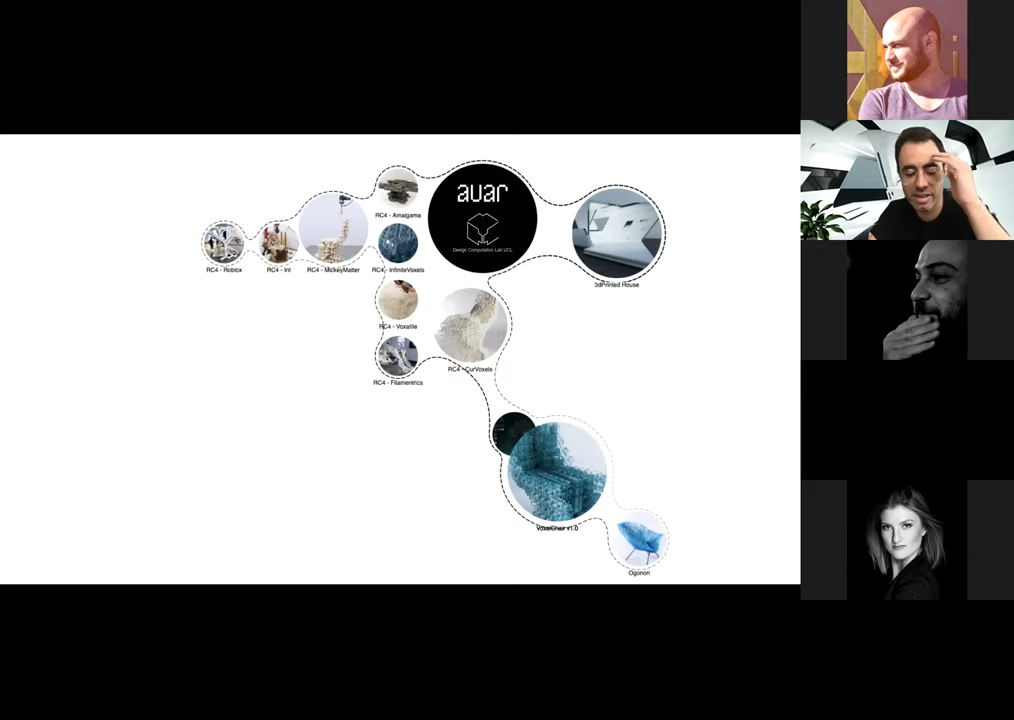 auar
Design Computation Lab UCL
RC4 - Amalgama
RC4 - Roblox
RC4 - Int
RC4 - MickeyMatter
RC4 - InfiniteVoxels
3dPrinted House
RC4 - Voxatile
RC4 - CurVoxels
RC4 - Filamentrics
VoxelChair v1.0
Ogonori